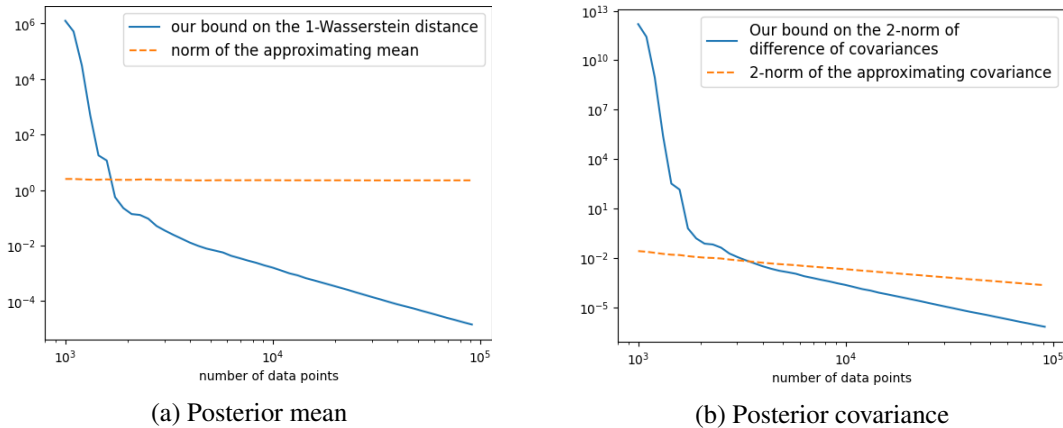 our bound on the 1-Wasserstein distance
norm of the approximating mean
10^6
10^4
10^2
10^0
10^-2
10^-4
10^3
10^4
10^5
number of data points
(a) Posterior mean
Our bound on the 2-norm of
difference of covariances
2-norm of the approximating covariance
10^13
10^10
10^7
10^4
10^1
10^-2
10^-5
10^3
10^4
10^5
number of data points
(b) Posterior covariance